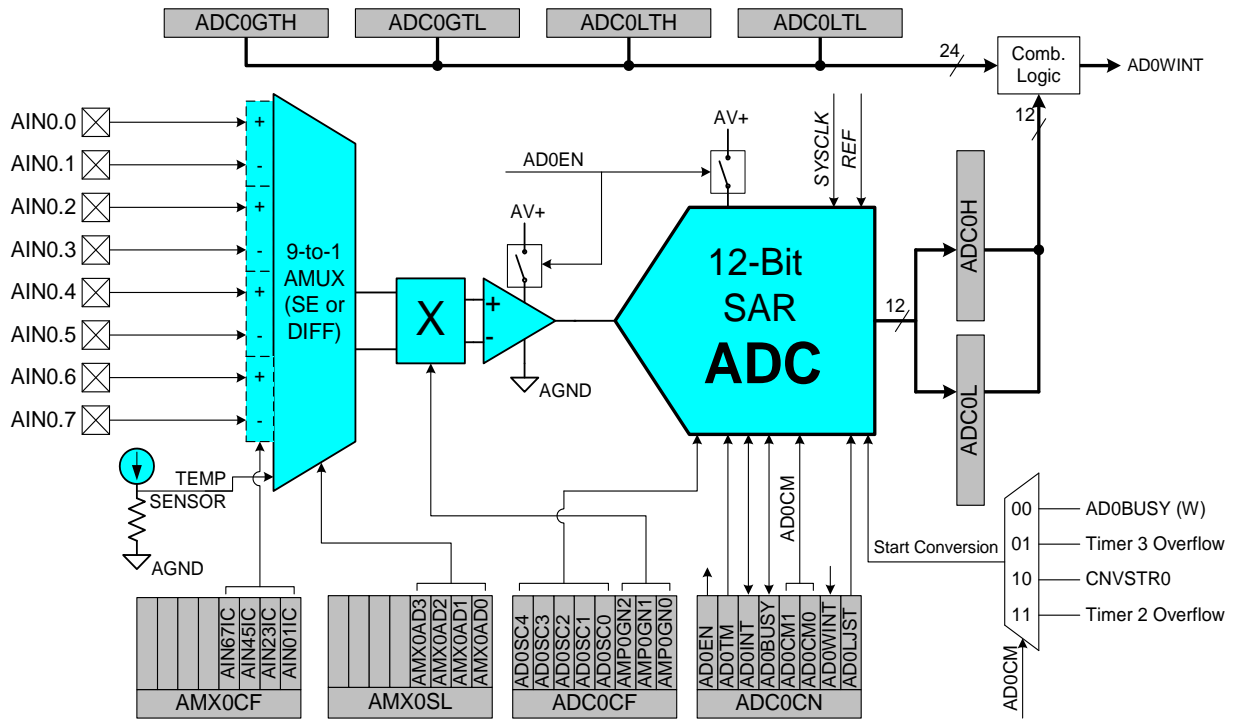 ADC0GTH
ADC0GTL
ADC0LTH
ADC0LTL
24
Comb.
Logic
AD0WINT
12
AIN0.0
AIN0.1
AIN0.2
AIN0.3
AIN0.4
AIN0.5
AIN0.6
AIN0.7
+
-
+
-
+
-
+
-
9-to-1
AMUX
(SE or
DIFF)
X
+
-
AV+
AD0EN
AV+
AGND
SYSCLK
REF
12-Bit
SAR
ADC
12
ADC0H
ADC0L
TEMP
SENSOR
AGND
AD0CM
Start Conversion
00
01
10
11
AD0BUSY (W)
Timer 3 Overflow
CNVSTR0
Timer 2 Overflow
AD0CM
AIN67IC
AIN45IC
AIN23IC
AIN01IC
AMX0CF
AMX0AD3
AMX0AD2
AMX0AD1
AMX0AD0
AMX0SL
AD0SC4
AD0SC3
AD0SC2
AD0SC1
AD0SC0
AMP0GN2
AMP0GN1
AMP0GN0
ADC0CF
AD0EN
AD0TM
AD0INT
AD0BUSY
AD0CM1
AD0CM0
AD0WINT
AD0LJST
ADC0CN